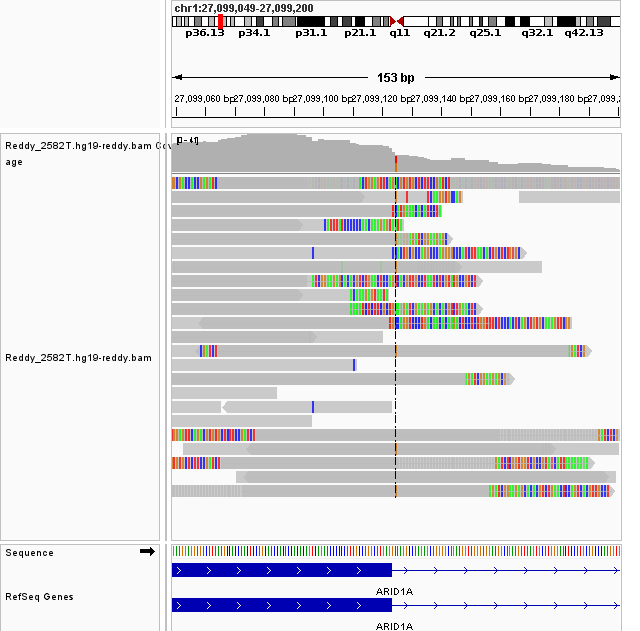 chr1:27,099,049-27,099,200
p36.13 p34.1 p31.1 p21.1 q11 q21.2 q25.1 q32.1 q42.13
153 bp
27,099,060 bp 27,099,080 bp 27,099,100 bp 27,099,120 bp 27,099,140 bp 27,099,160 bp 27,099,180 bp 27,099,2
Reddy_2582T.hg19-reddy.bam Cov
age
Reddy_2582T.hg19-reddy.bam
Sequence
ARID1A
RefSeq Genes
ARID1A